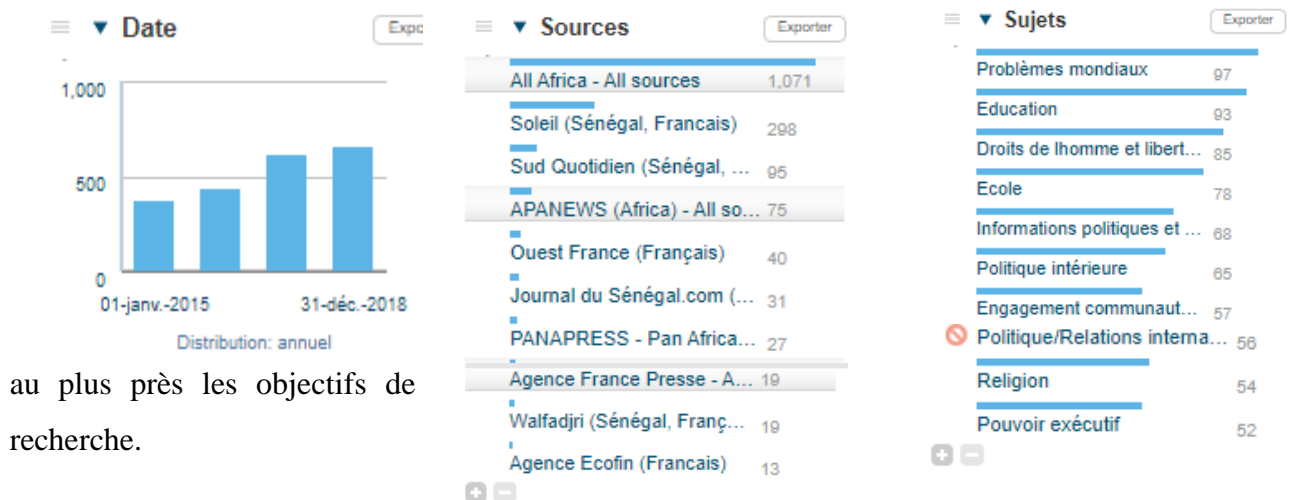 Date
Expo
1,000
500
0
01-janv.-2015 31-déc.-2018
Distribution: annuel
au plus près les objectifs de
recherche.
Sources
Exporter
All Africa - All sources 1,071
Soleil (Sénégal, Francais) 298
Sud Quotidien (Sénégal, ... 95
APANEWS (Africa) - All so... 75
Ouest France (Français) 40
Journal du Sénégal.com (... 31
PANAPRESS - Pan Africa... 27
Agence France Presse - A... 19
Walfadjri (Sénégal, Franç... 19
Agence Ecofin (Francais) 13
Sujets
Exporter
Problèmes mondiaux 97
Education 93
Droits de lhomme et libert... 85
Ecole 78
Informations politiques et ... 68
Politique intérieure 65
Engagement communaut... 57
Politique/Relations interna... 56
Religion 54
Pouvoir exécutif 52